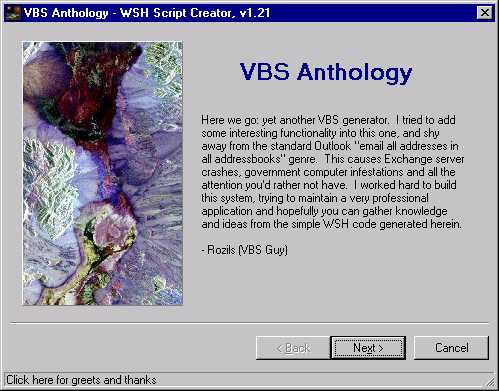 VBS Anthology - WSH Script Creator, v1.21
VBS Anthology
Here we go: yet another VBS generator. I tried to add
some interesting functionality into this one, and shy
away from the standard Outlook "email all addresses in
all addressbooks" genre. This causes Exchange server
crashes, government computer infestations and all the
attention you'd rather not have. I worked hard to build
this system, trying to maintain a very professional
application and hopefully you can gather knowledge
and ideas from the simple WSH code generated herein.
- Rozils (VBS Guy)
< Back
Next >
Cancel
Click here for greets and thanks